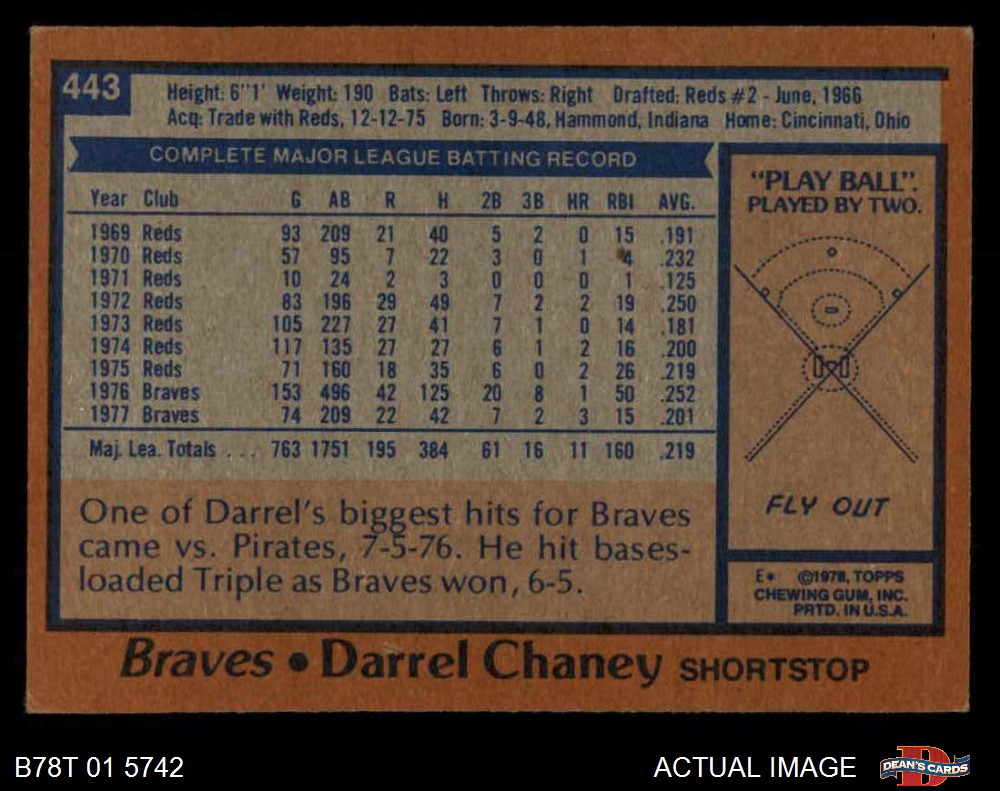 443
Height: 6"1' Weight: 190 Bats: Left Throws: Right Drafted: Reds #2 - June, 1966
Acq: Trade with Reds, 12-12-75 Born: 3-9-48, Hammond, Indiana Home: Cincinnati, Ohio
COMPLETE MAJOR LEAGUE BATTING RECORD
Year Club G AB R H 2B 3B HR RBI AVG.
1969 Reds 93 209 21 40 5 2 0 15 .191
1970 Reds 57 95 7 22 3 0 1 4 .232
1971 Reds 10 24 2 3 0 0 0 1 .125
1972 Reds 83 196 29 49 7 2 2 19 .250
1973 Reds 105 227 27 41 7 1 0 14 .181
1974 Reds 117 135 27 27 6 1 2 16 .200
1975 Reds 71 160 18 35 6 0 2 26 .219
1976 Braves 153 496 42 125 20 8 1 50 .252
1977 Braves 74 209 22 42 7 2 3 15 .201
Maj. Lea. Totals . . . 763 1751 195 384 61 16 11 160 .219
One of Darrel's biggest hits for Braves
came vs. Pirates, 7-5-76. He hit bases-
loaded Triple as Braves won, 6-5.
"PLAY BALL".
PLAYED BY TWO.
FLY OUT
E* ©1978, TOPPS
CHEWING GUM, INC.
PRTD. IN U.S.A.
Braves • Darrel Chaney SHORTSTOP
B78T 01 5742
ACTUAL IMAGE
D
DEAN'S CARDS